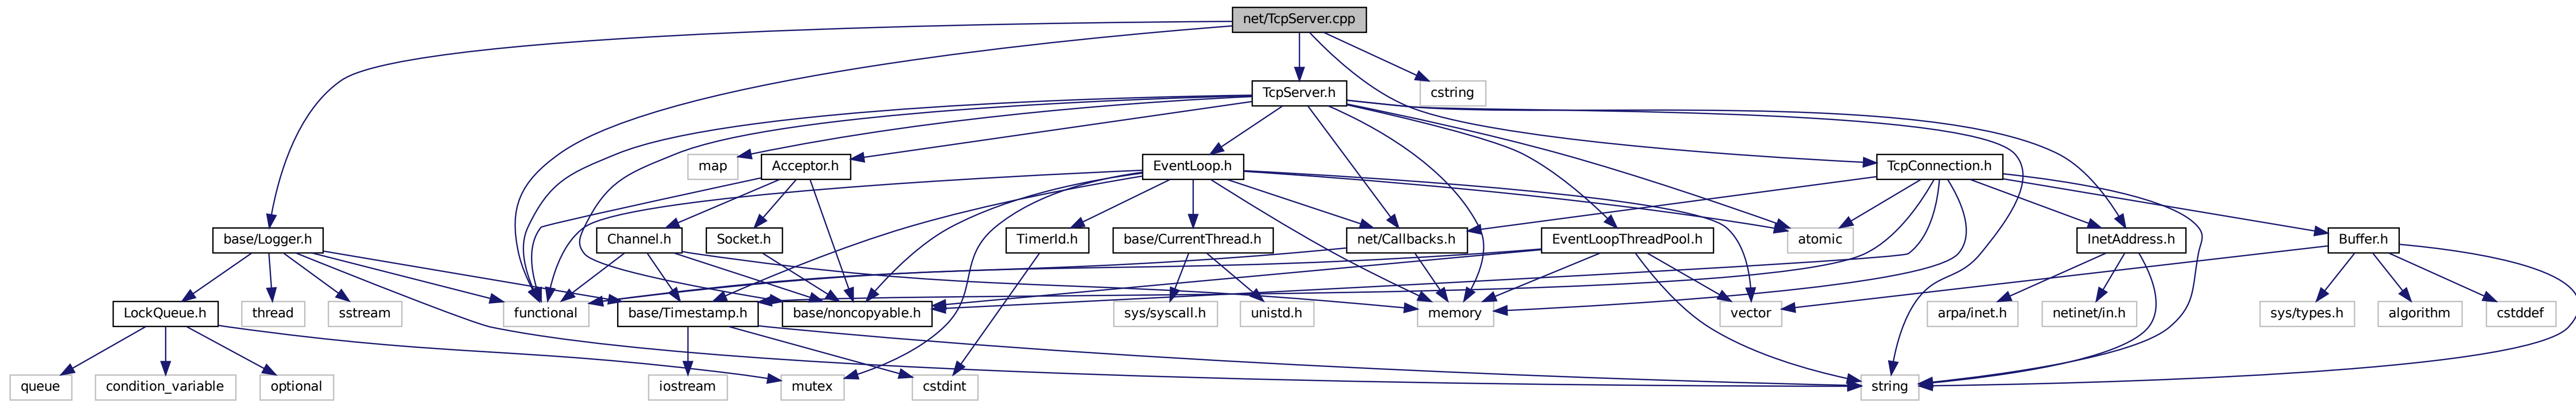 net/TcpServer.cpp
TcpServer.h
cstring
map
Acceptor.h
EventLoop.h
TcpConnection.h
base/Logger.h
Channel.h
Socket.h
TimerId.h
base/CurrentThread.h
net/Callbacks.h
EventLoopThreadPool.h
atomic
InetAddress.h
Buffer.h
LockQueue.h
thread
sstream
functional
base/Timestamp.h
base/noncopyable.h
sys/syscall.h
unistd.h
memory
vector
arpa/inet.h
netinet/in.h
sys/types.h
algorithm
cstddef
queue
condition_variable
optional
iostream
mutex
cstdint
string